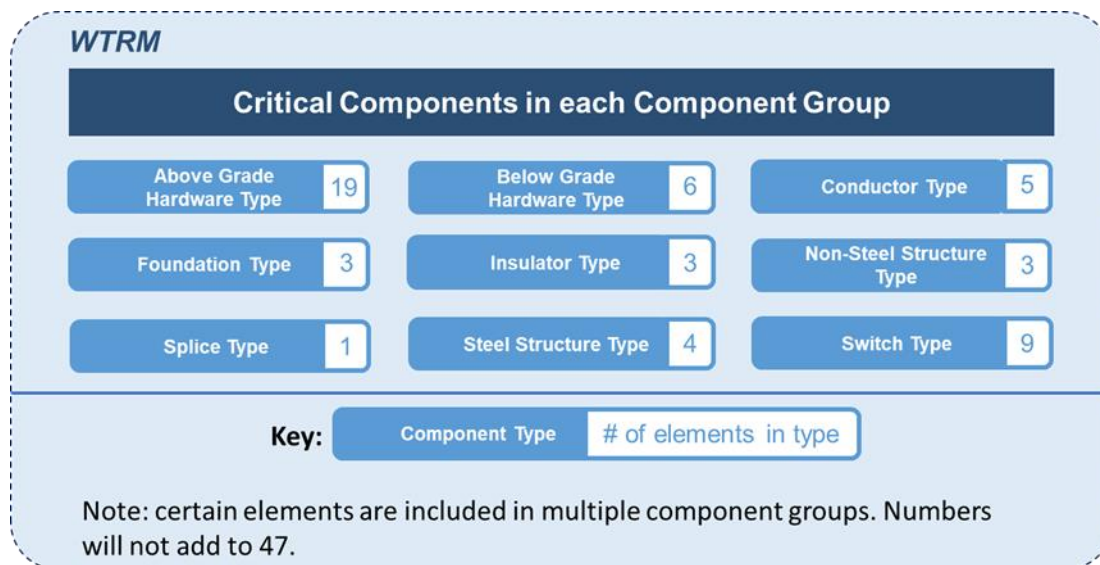 WTRM
Critical Components in each Component Group
Above Grade
Hardware Type
19
Below Grade
Hardware Type
6
Conductor Type
5
Foundation Type
3
Insulator Type
3
Non-Steel Structure
Type
3
Splice Type
1
Steel Structure Type
4
Switch Type
9
Key:
Component Type
# of elements in type
Note: certain elements are included in multiple component groups. Numbers
will not add to 47.